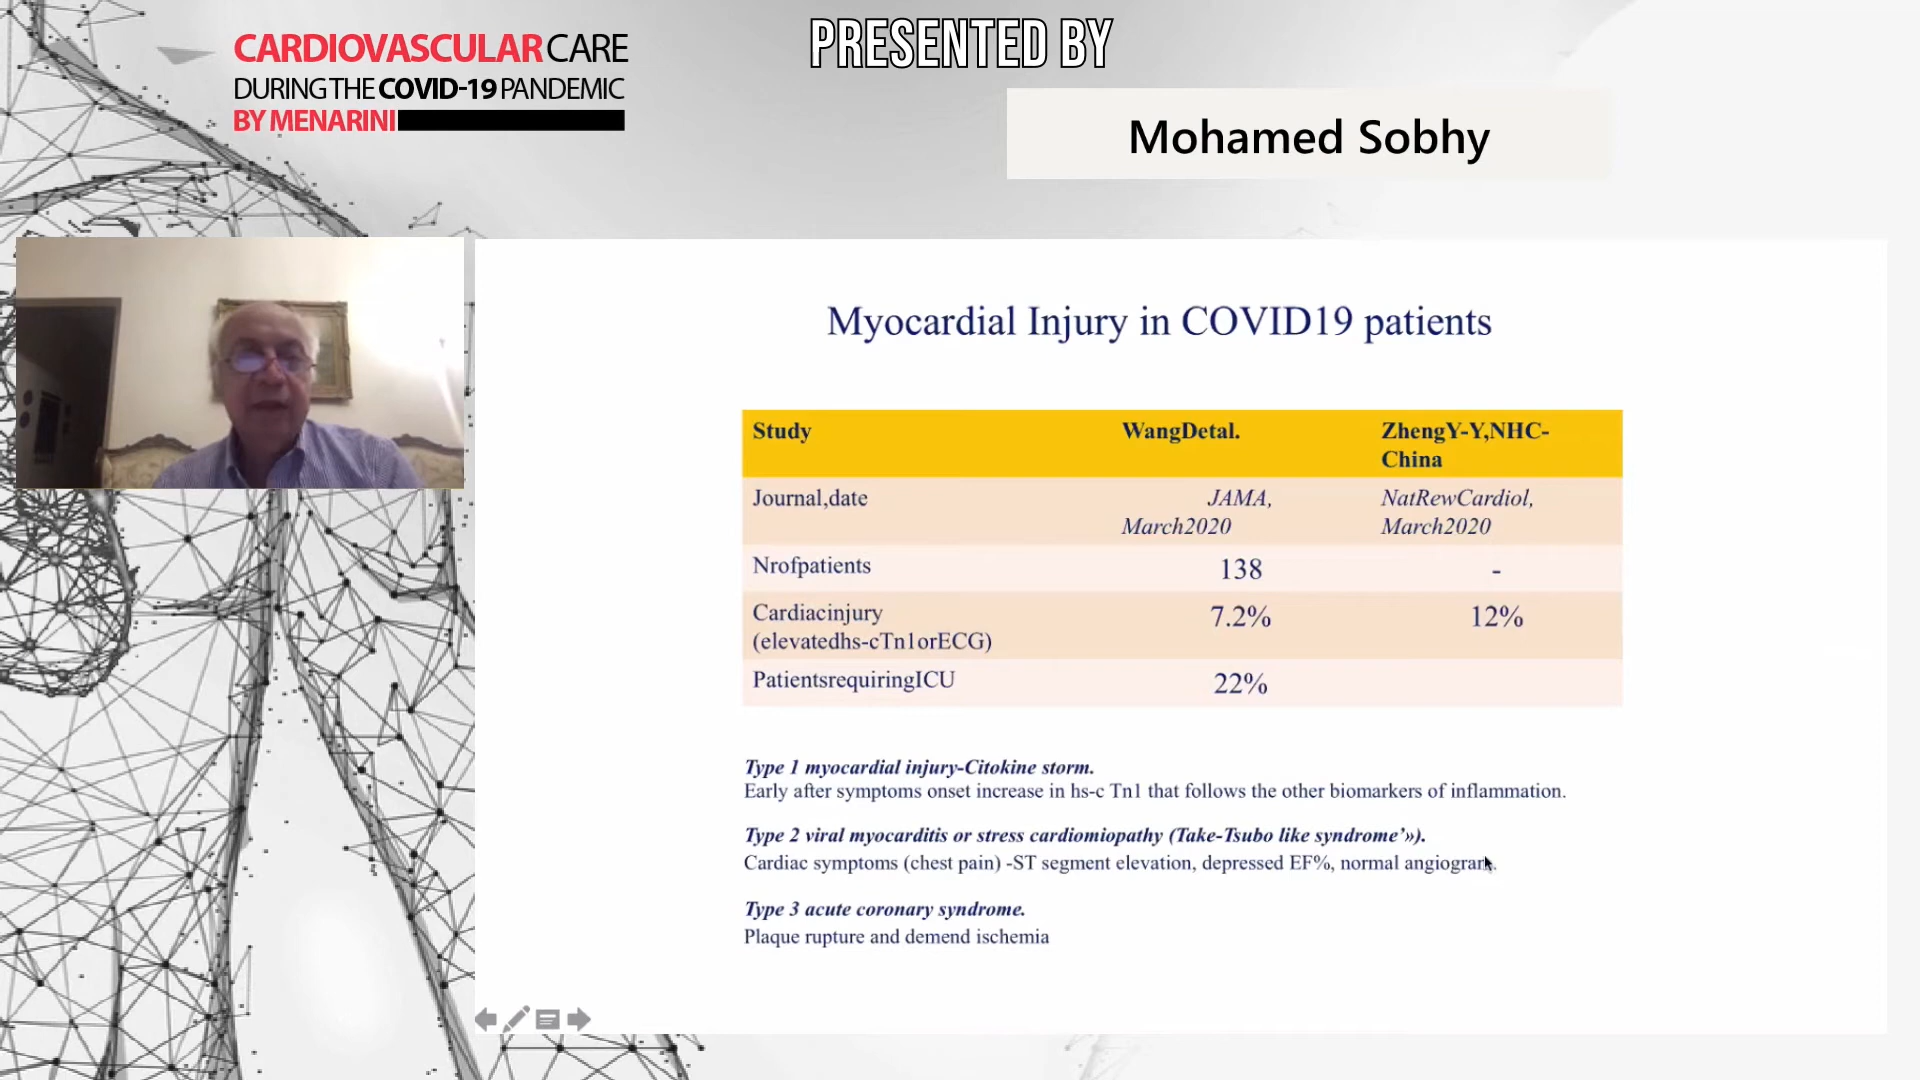 CARDIOVASCULAR CARE
DURING THE COVID-19 PANDEMIC
BY MENARINI
PRESENTED BY
Mohamed Sobhy
Myocardial Injury in COVID19 patients
Study WangDetal. ZhengY-Y,NHC-
China
Journal,date JAMA, NatRewCardiol,
March2020 March2020
Nrofpatients 138 -
Cardiacinjury 7.2% 12%
(elevatedhs-cTn1orECG)
PatientsrequiringICU 22%
Type 1 myocardial injury-Citokine storm.
Early after symptoms onset increase in hs-c Tn1 that follows the other biomarkers of inflammation.
Type 2 viral myocarditis or stress cardiomiopathy (Take-Tsubo like syndrome’»).
Cardiac symptoms (chest pain) -ST segment elevation, depressed EF%, normal angiogram.
Type 3 acute coronary syndrome.
Plaque rupture and demend ischemia